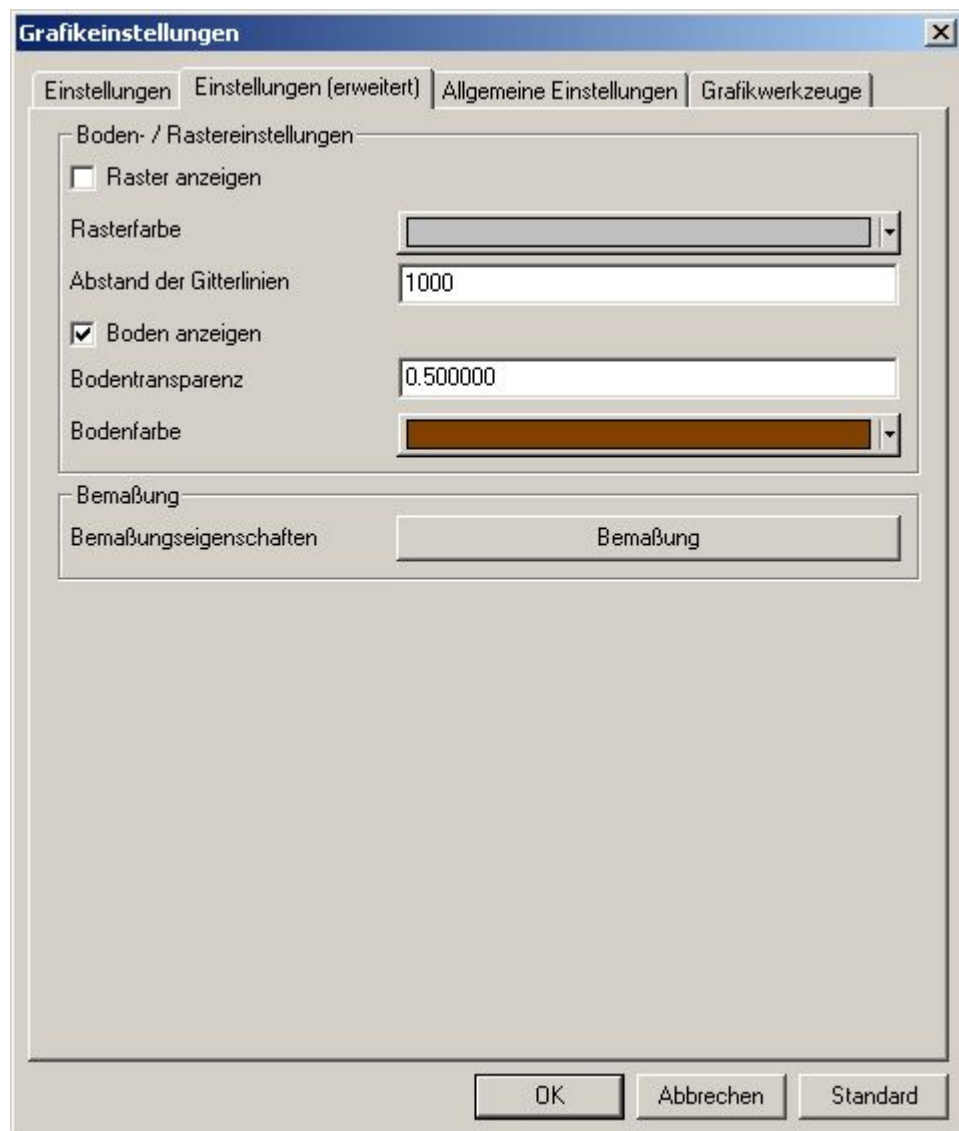 Grafikeinstellungen
Einstellungen Einstellungen (erweitert) Allgemeine Einstellungen Grafikwerkzeuge
Boden- / Rastereinstellungen
Raster anzeigen
Rasterfarbe
Abstand der Gitterlinien 1000
Boden anzeigen
Bodentransparenz 0.500000
Bodenfarbe
Bemaßung
Bemaßungseigenschaften Bemaßung
OK Abbrechen Standard